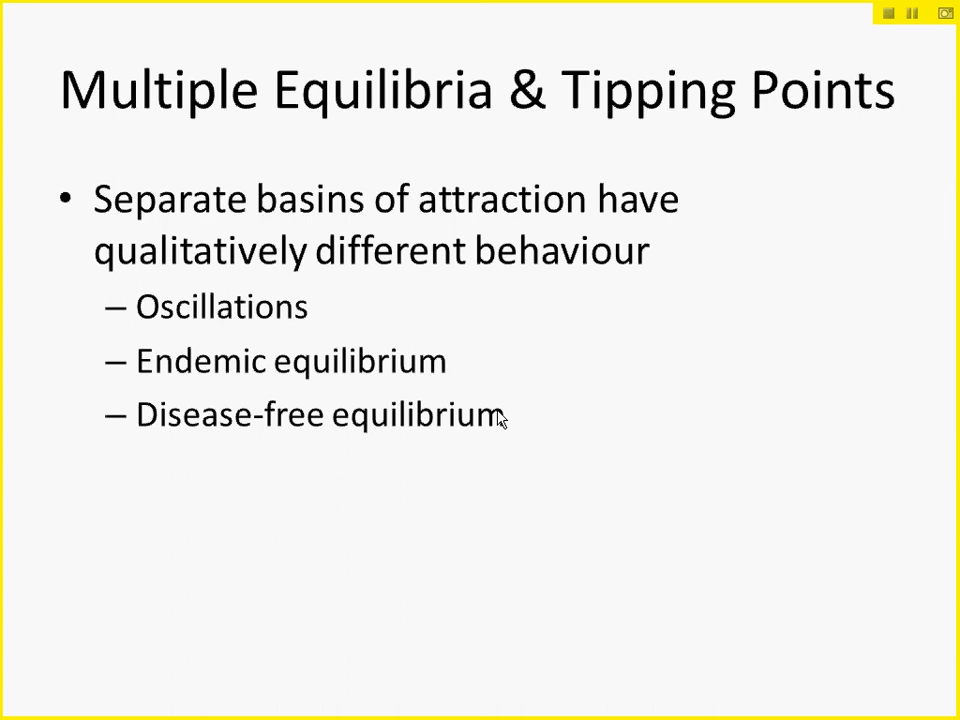 Multiple Equilibria & Tipping Points
• Separate basins of attraction have
qualitatively different behaviour
– Oscillations
– Endemic equilibrium
– Disease-free equilibrium